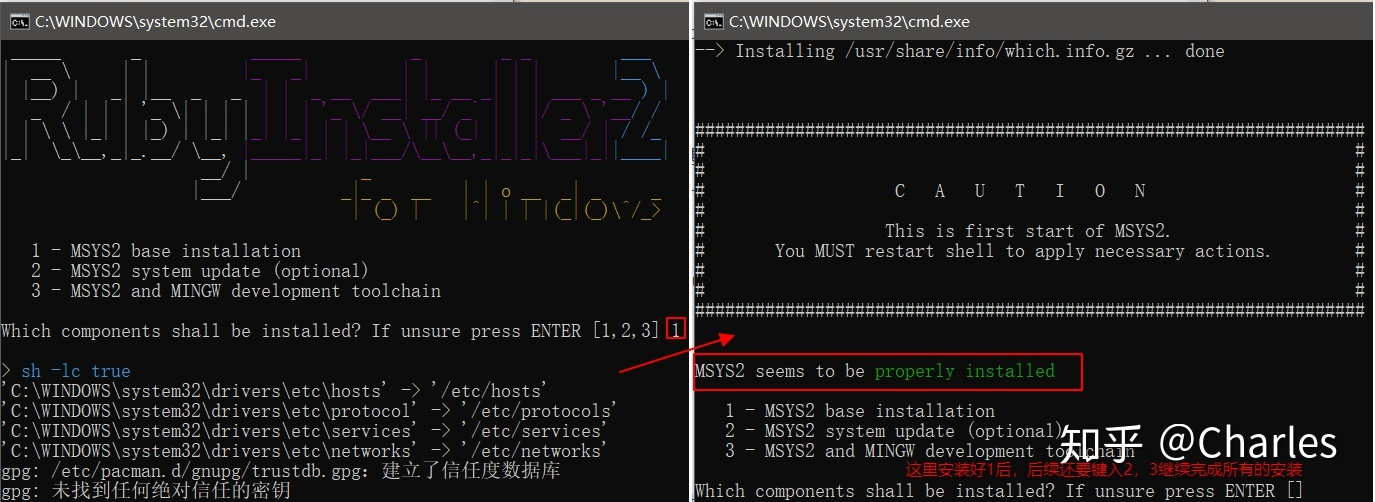 C:\WINDOWS\system32\cmd.exe
RubyInstaller2
for Windows
1 - MSYS2 base installation
2 - MSYS2 system update (optional)
3 - MSYS2 and MINGW development toolchain
Which components shall be installed? If unsure press ENTER [1,2,3] 1
> sh -lc true
'C:\WINDOWS\system32\drivers\etc\hosts' -> '/etc/hosts'
'C:\WINDOWS\system32\drivers\etc\protocol' -> '/etc/protocols'
'C:\WINDOWS\system32\drivers\etc\services' -> '/etc/services'
'C:\WINDOWS\system32\drivers\etc\networks' -> '/etc/networks'
gpg: /etc/pacman.d/gnupg/trustdb.gpg：建立了信任度数据库
gpg: 未找到任何绝对信任的密钥
C:\WINDOWS\system32\cmd.exe
--> Installing /usr/share/info/which.info.gz ... done
C A U T I O N
This is first start of MSYS2.
You MUST restart shell to apply necessary actions.
MSYS2 seems to be properly installed
1 - MSYS2 base installation
2 - MSYS2 system update (optional)
3 - MSYS2 and MINGW development toolchain
知乎 @Charles
这里安装好1后，后续还要键入2，3继续完成所有的安装
Which components shall be installed? If unsure press ENTER []